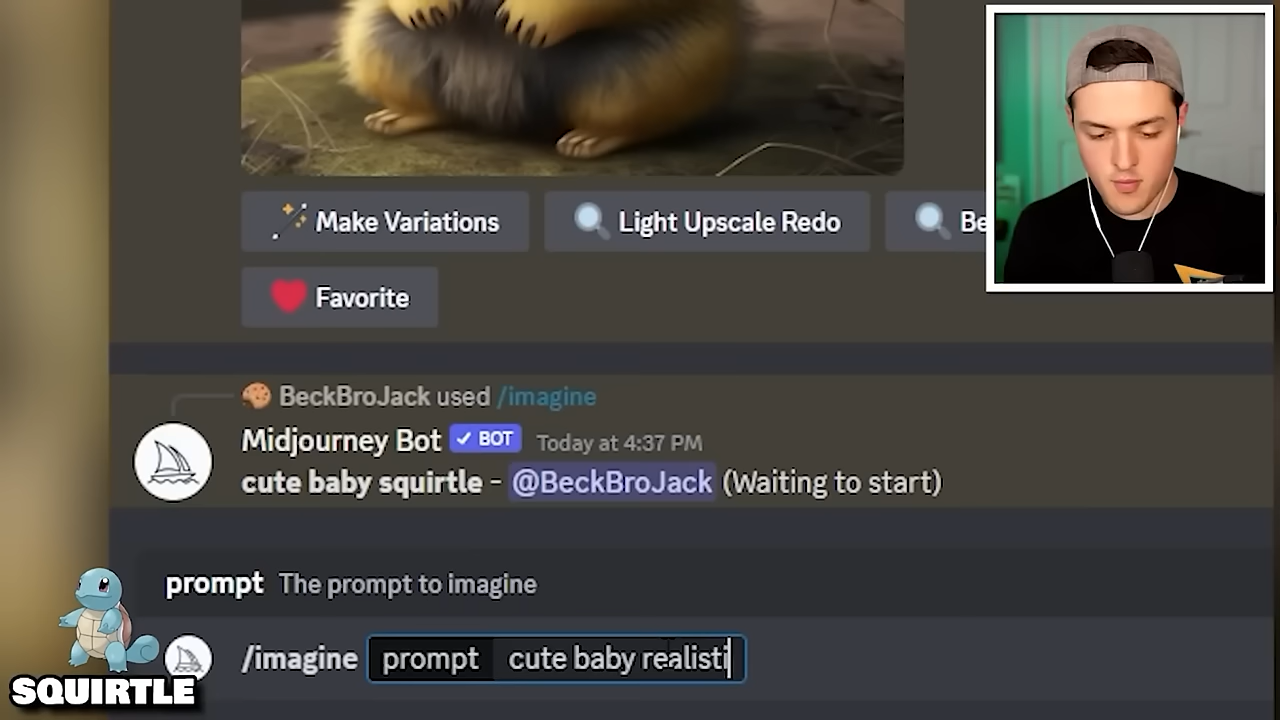 Make Variations
Light Upscale Redo
Be
Favorite
BeckBroJack used /imagine
Midjourney Bot ✓ BOT Today at 4:37 PM
cute baby squirtle - @BeckBroJack (Waiting to start)
prompt The prompt to imagine
/imagine prompt cute baby realisti
SQUIRTLE